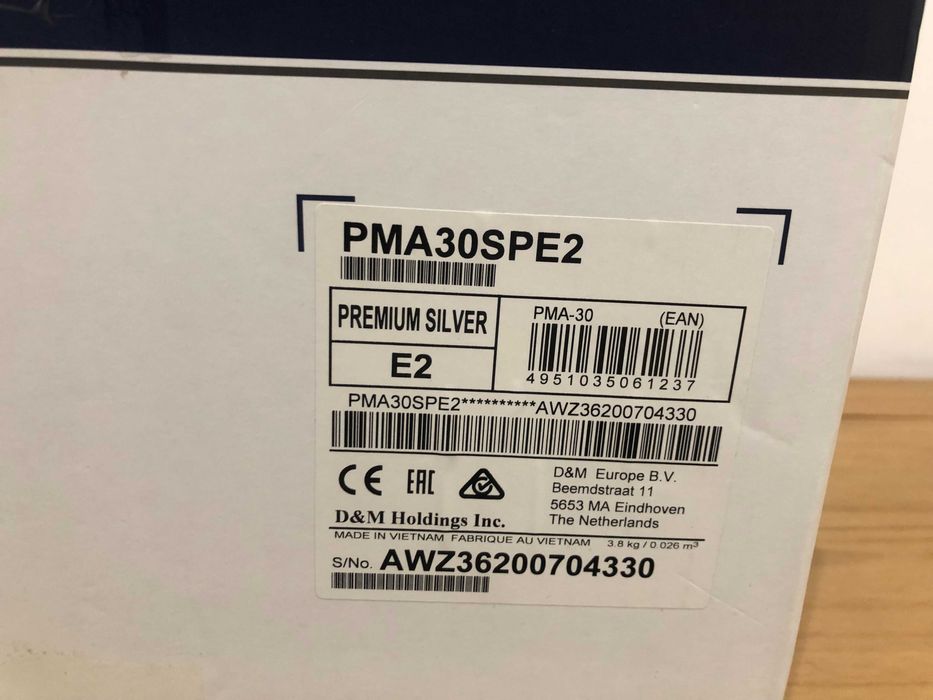 PMA30SPE2
PREMIUM SILVER
E2
PMA-30 (EAN)
4951035061237
PMA30SPE2**********AWZ36200704330
CE EAC
D&M Europe B.V.
Beemdstraat 11
5653 MA Eindhoven
The Netherlands
D&M Holdings Inc.
MADE IN VIETNAM FABRIQUE AU VIETNAM 3.8 kg / 0.026 m³
S/No. AWZ36200704330